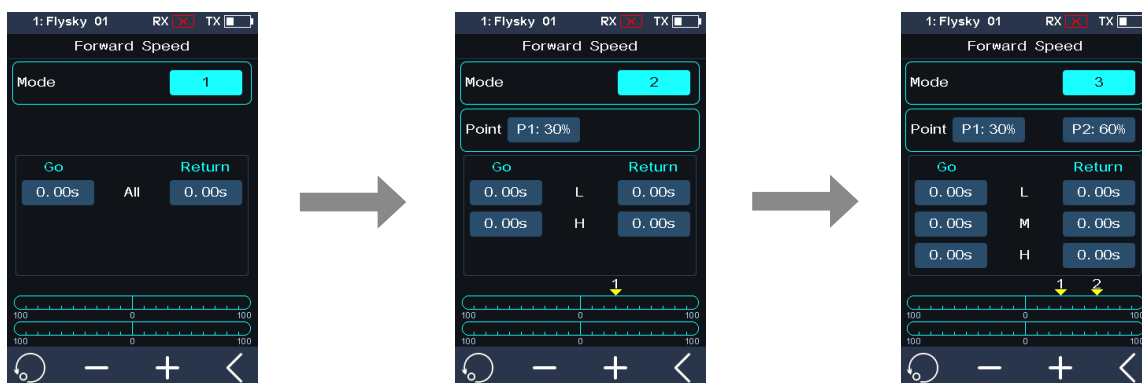 1: Flysky 01 RX TX
Forward Speed
Mode 1
Go Return
0.00s All 0.00s
100 0 100
100 0 100
1: Flysky 01 RX TX
Forward Speed
Mode 2
Point P1: 30%
Go Return
0.00s L 0.00s
0.00s H 0.00s
1
100 0 100
100 0 100
1: Flysky 01 RX TX
Forward Speed
Mode 3
Point P1: 30% P2: 60%
Go Return
0.00s L 0.00s
0.00s M 0.00s
0.00s H 0.00s
1 2
100 0 100
100 0 100